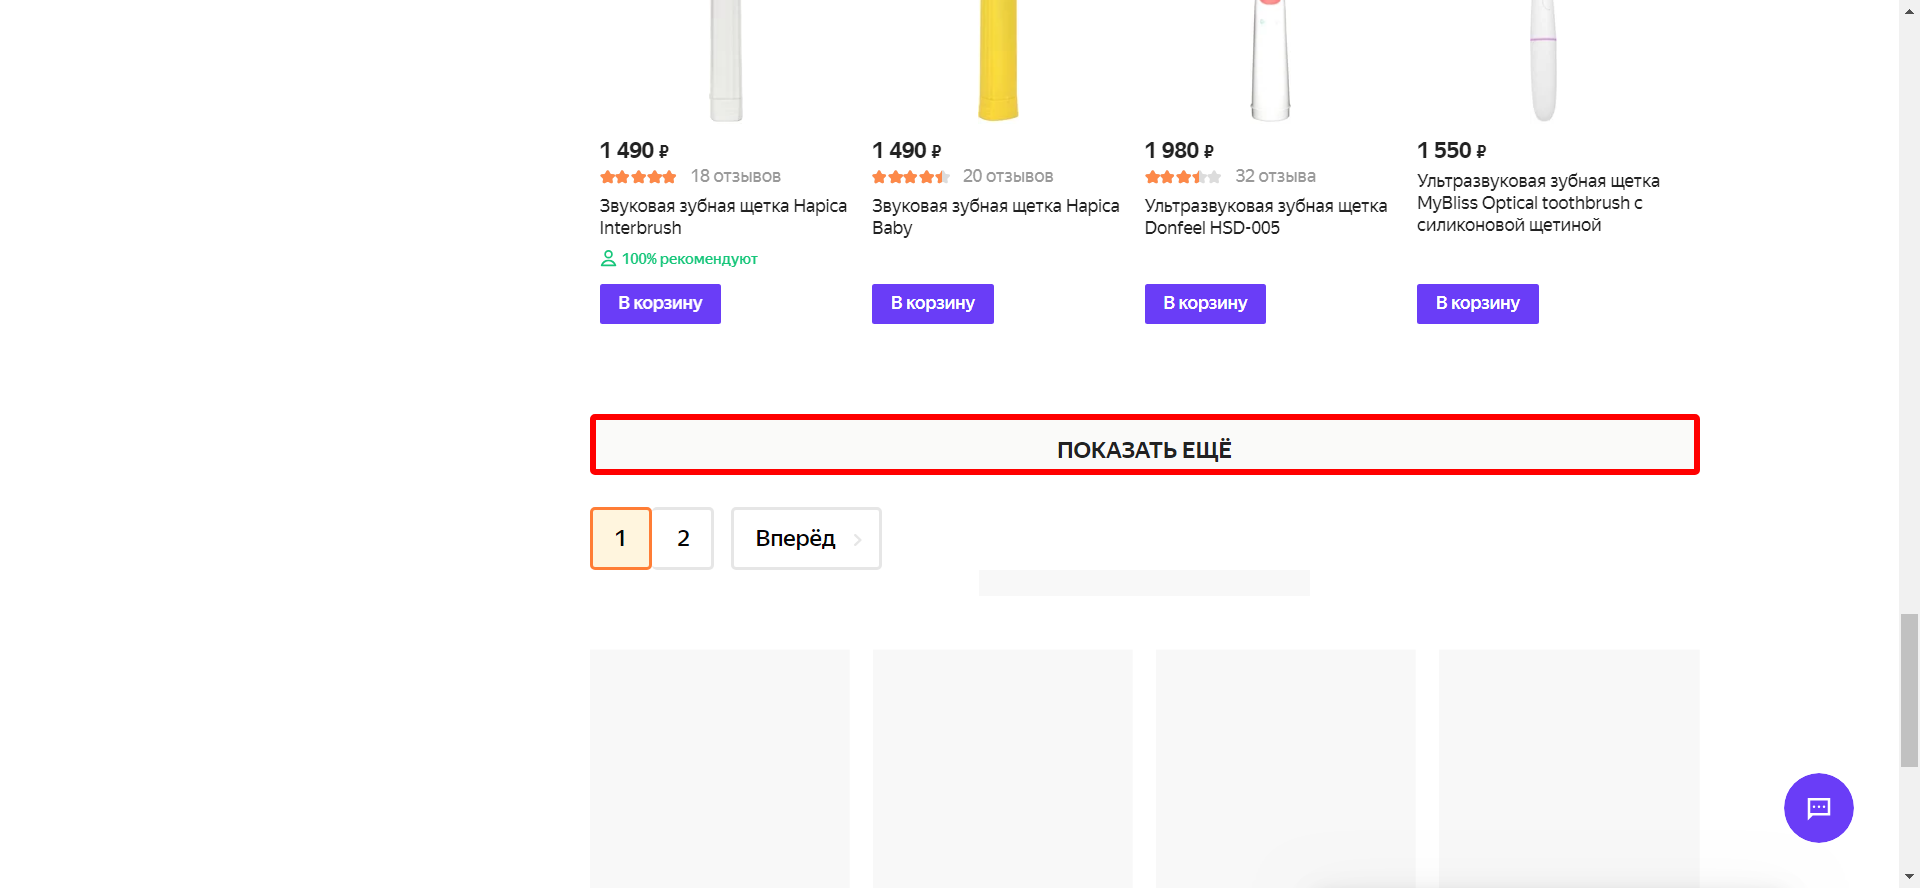 1 490 ₽
18 отзывов
Звуковая зубная щетка Hapica
Interbrush
100% рекомендуют
В корзину
1 490 ₽
20 отзывов
Звуковая зубная щетка Hapica
Baby
В корзину
1 980 ₽
32 отзыва
Ультразвуковая зубная щетка
Donfeel HSD-005
В корзину
1 550 ₽
Ультразвуковая зубная щетка
MyBliss Optical toothbrush с
силиконовой щетиной
В корзину
ПОКАЗАТЬ ЕЩЁ
1 2 Вперёд